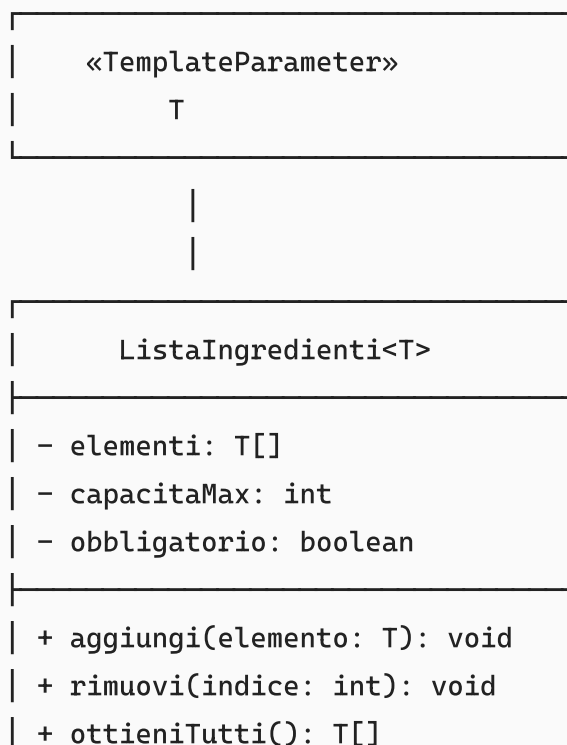 «TemplateParameter»
T
ListaIngredienti<T>
- elementi: T[]
- capacitaMax: int
- obbligatorio: boolean
+ aggiungi(elemento: T): void
+ rimuovi(indice: int): void
+ ottieniTutti(): T[]